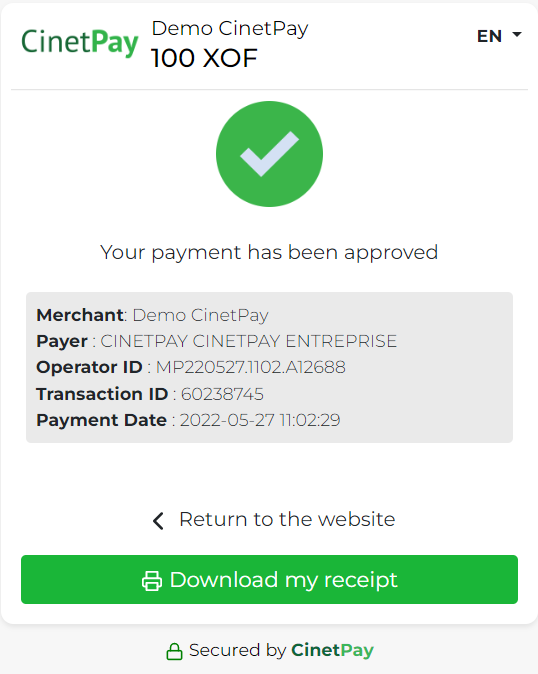 CinetPay
Demo CinetPay
100 XOF
EN
Your payment has been approved
Merchant: Demo CinetPay
Payer : CINETPAY CINETPAY ENTREPRISE
Operator ID : MP220527.1102.A12688
Transaction ID : 60238745
Payment Date : 2022-05-27 11:02:29
Return to the website
Download my receipt
Secured by CinetPay